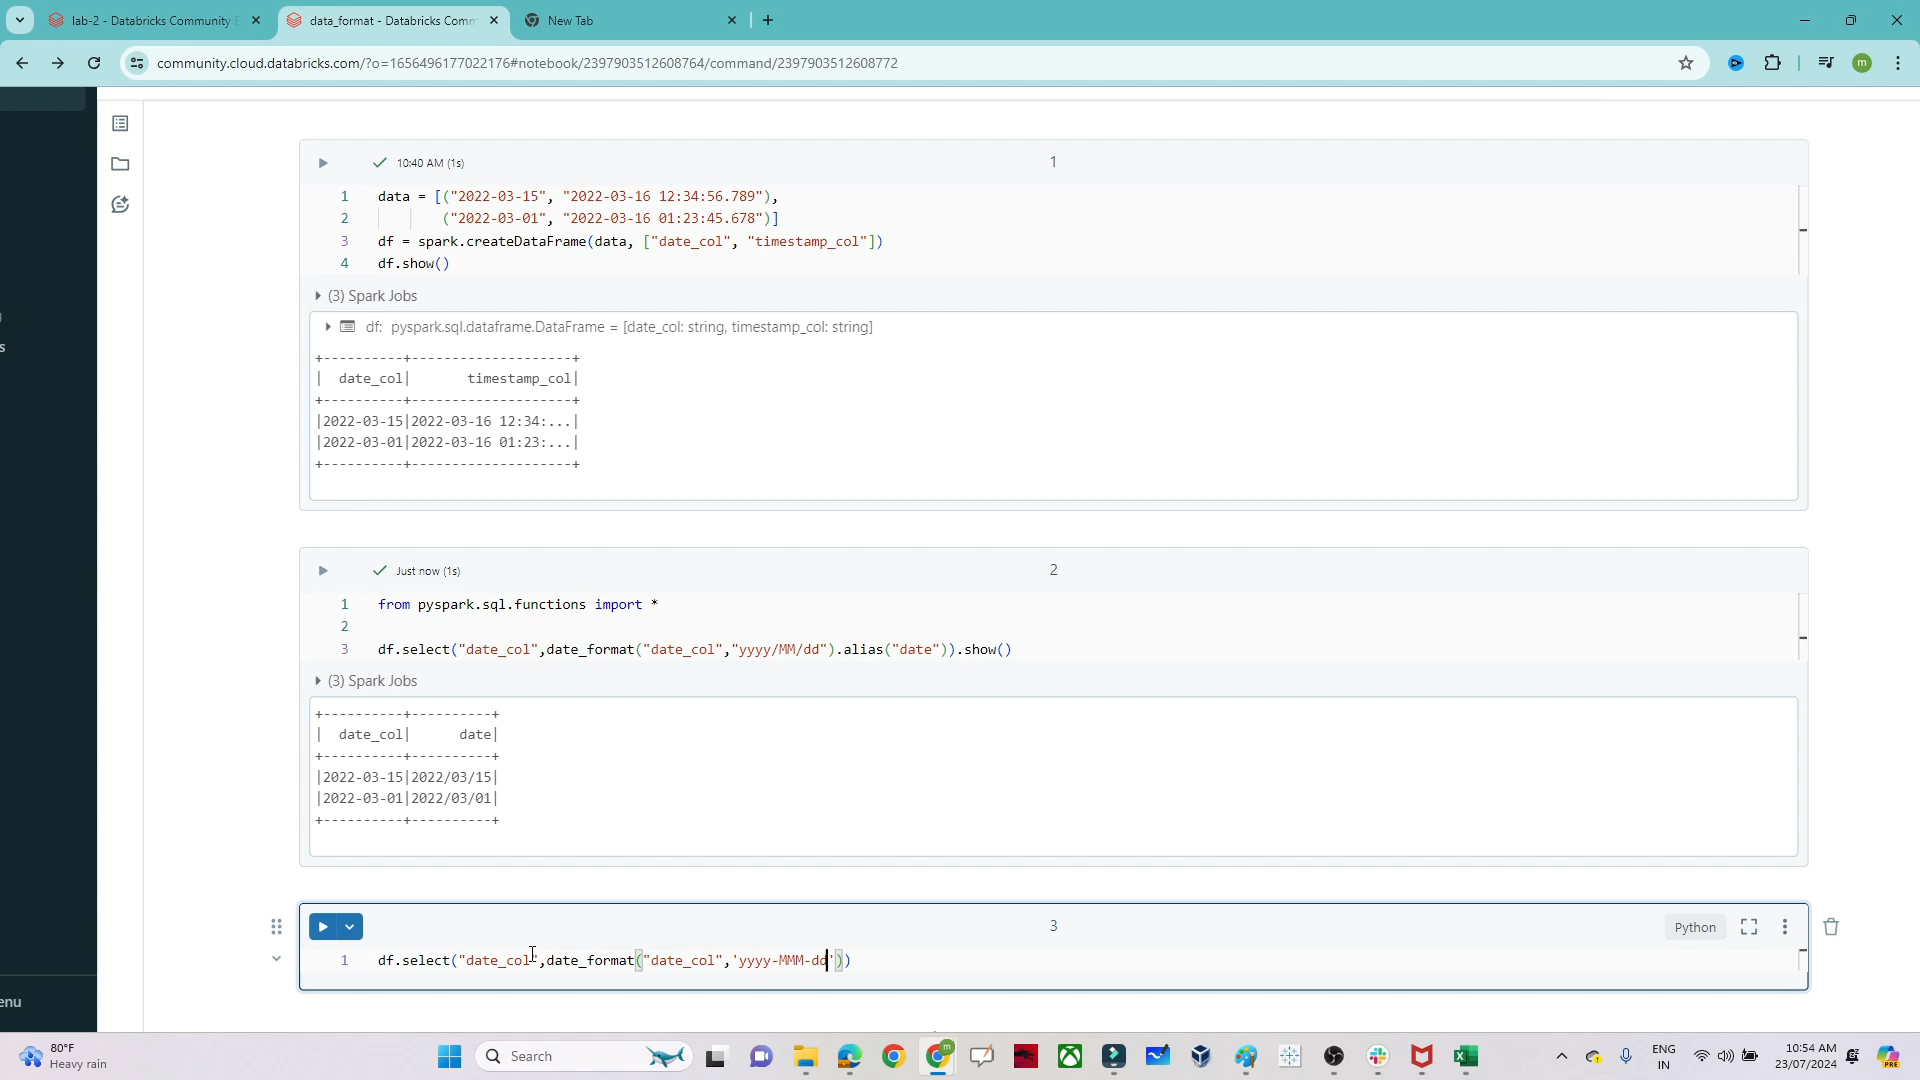 lab-2 - Databricks Community E
data_format - Databricks Comm
New Tab
community.cloud.databricks.com/?o=1656496177022176#notebook/2397903512608764/command/2397903512608772
m
10:40 AM (1s)
1
1 data = [("2022-03-15", "2022-03-16 12:34:56.789"),
2 ("2022-03-01", "2022-03-16 01:23:45.678")]
3 df = spark.createDataFrame(data, ["date_col", "timestamp_col"])
4 df.show()
(3) Spark Jobs
df: pyspark.sql.dataframe.DataFrame = [date_col: string, timestamp_col: string]
+----------+--------------------+
|  date_col|       timestamp_col|
+----------+--------------------+
|2022-03-15|2022-03-16 12:34:...|
|2022-03-01|2022-03-16 01:23:...|
+----------+--------------------+
s
Just now (1s)
2
1 from pyspark.sql.functions import *
2
3 df.select("date_col",date_format("date_col","yyyy/MM/dd").alias("date")).show()
(3) Spark Jobs
+----------+----------+
|  date_col|      date|
+----------+----------+
|2022-03-15|2022/03/15|
|2022-03-01|2022/03/01|
+----------+----------+
3
Python
1 df.select("date_col",date_format("date_col",'yyyy-MMM-dd'))
enu
80°F
Heavy rain
Search
m
ENG
IN
10:54 AM
23/07/2024
PRE